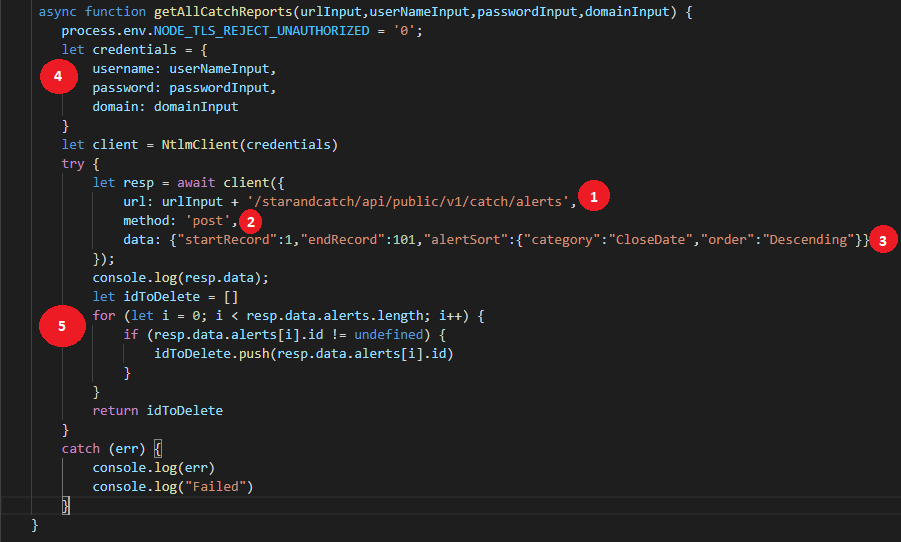 async function getAllCatchReports(urlInput,userNameInput,passwordInput,domainInput) {
process.env.NODE_TLS_REJECT_UNAUTHORIZED = '0';
let credentials = {
4
username: userNameInput,
password: passwordInput,
domain: domainInput
}
let client = NtlmClient(credentials)
try {
let resp = await client({
url: urlInput + '/starandcatch/api/public/v1/catch/alerts', 1
method: 'post', 2
data: {"startRecord":1,"endRecord":101,"alertSort":{"category":"CloseDate","order":"Descending"}} 3
});
console.log(resp.data);
let idToDelete = []
5 for (let i = 0; i < resp.data.alerts.length; i++) {
if (resp.data.alerts[i].id != undefined) {
idToDelete.push(resp.data.alerts[i].id)
}
}
return idToDelete
}
catch (err) {
console.log(err)
console.log("Failed")
}
}